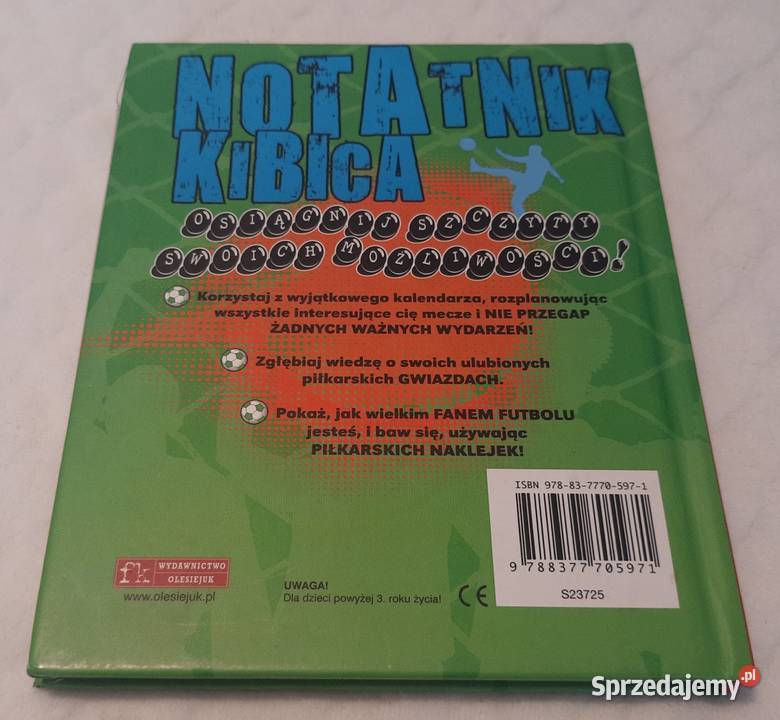 NOTATNIK
KiBICA
OSIĄGNIJ SZCZYTY
SWOICH MOŻLIWOŚCI!
Korzystaj z wyjątkowego kalendarza, rozplanowując
wszystkie interesujące cię mecze i NIE PRZEGAP
ŻADNYCH WAŻNYCH WYDARZEŃ!
Zgłębiaj wiedzę o swoich ulubionych
piłkarskich GWIAZDACH.
Pokaż, jak wielkim FANEM FUTBOLU
jesteś, i baw się, używając
PIŁKARSKICH NAKLEJEK!
ISBN 978-83-7770-597-1
9 788377 705971
S23725
fk WYDAWNICTWO
OLESIEJUK
www.olesiejuk.pl
UWAGA!
Dla dzieci powyżej 3. roku życia!
CE
Sprzedajemy.pl